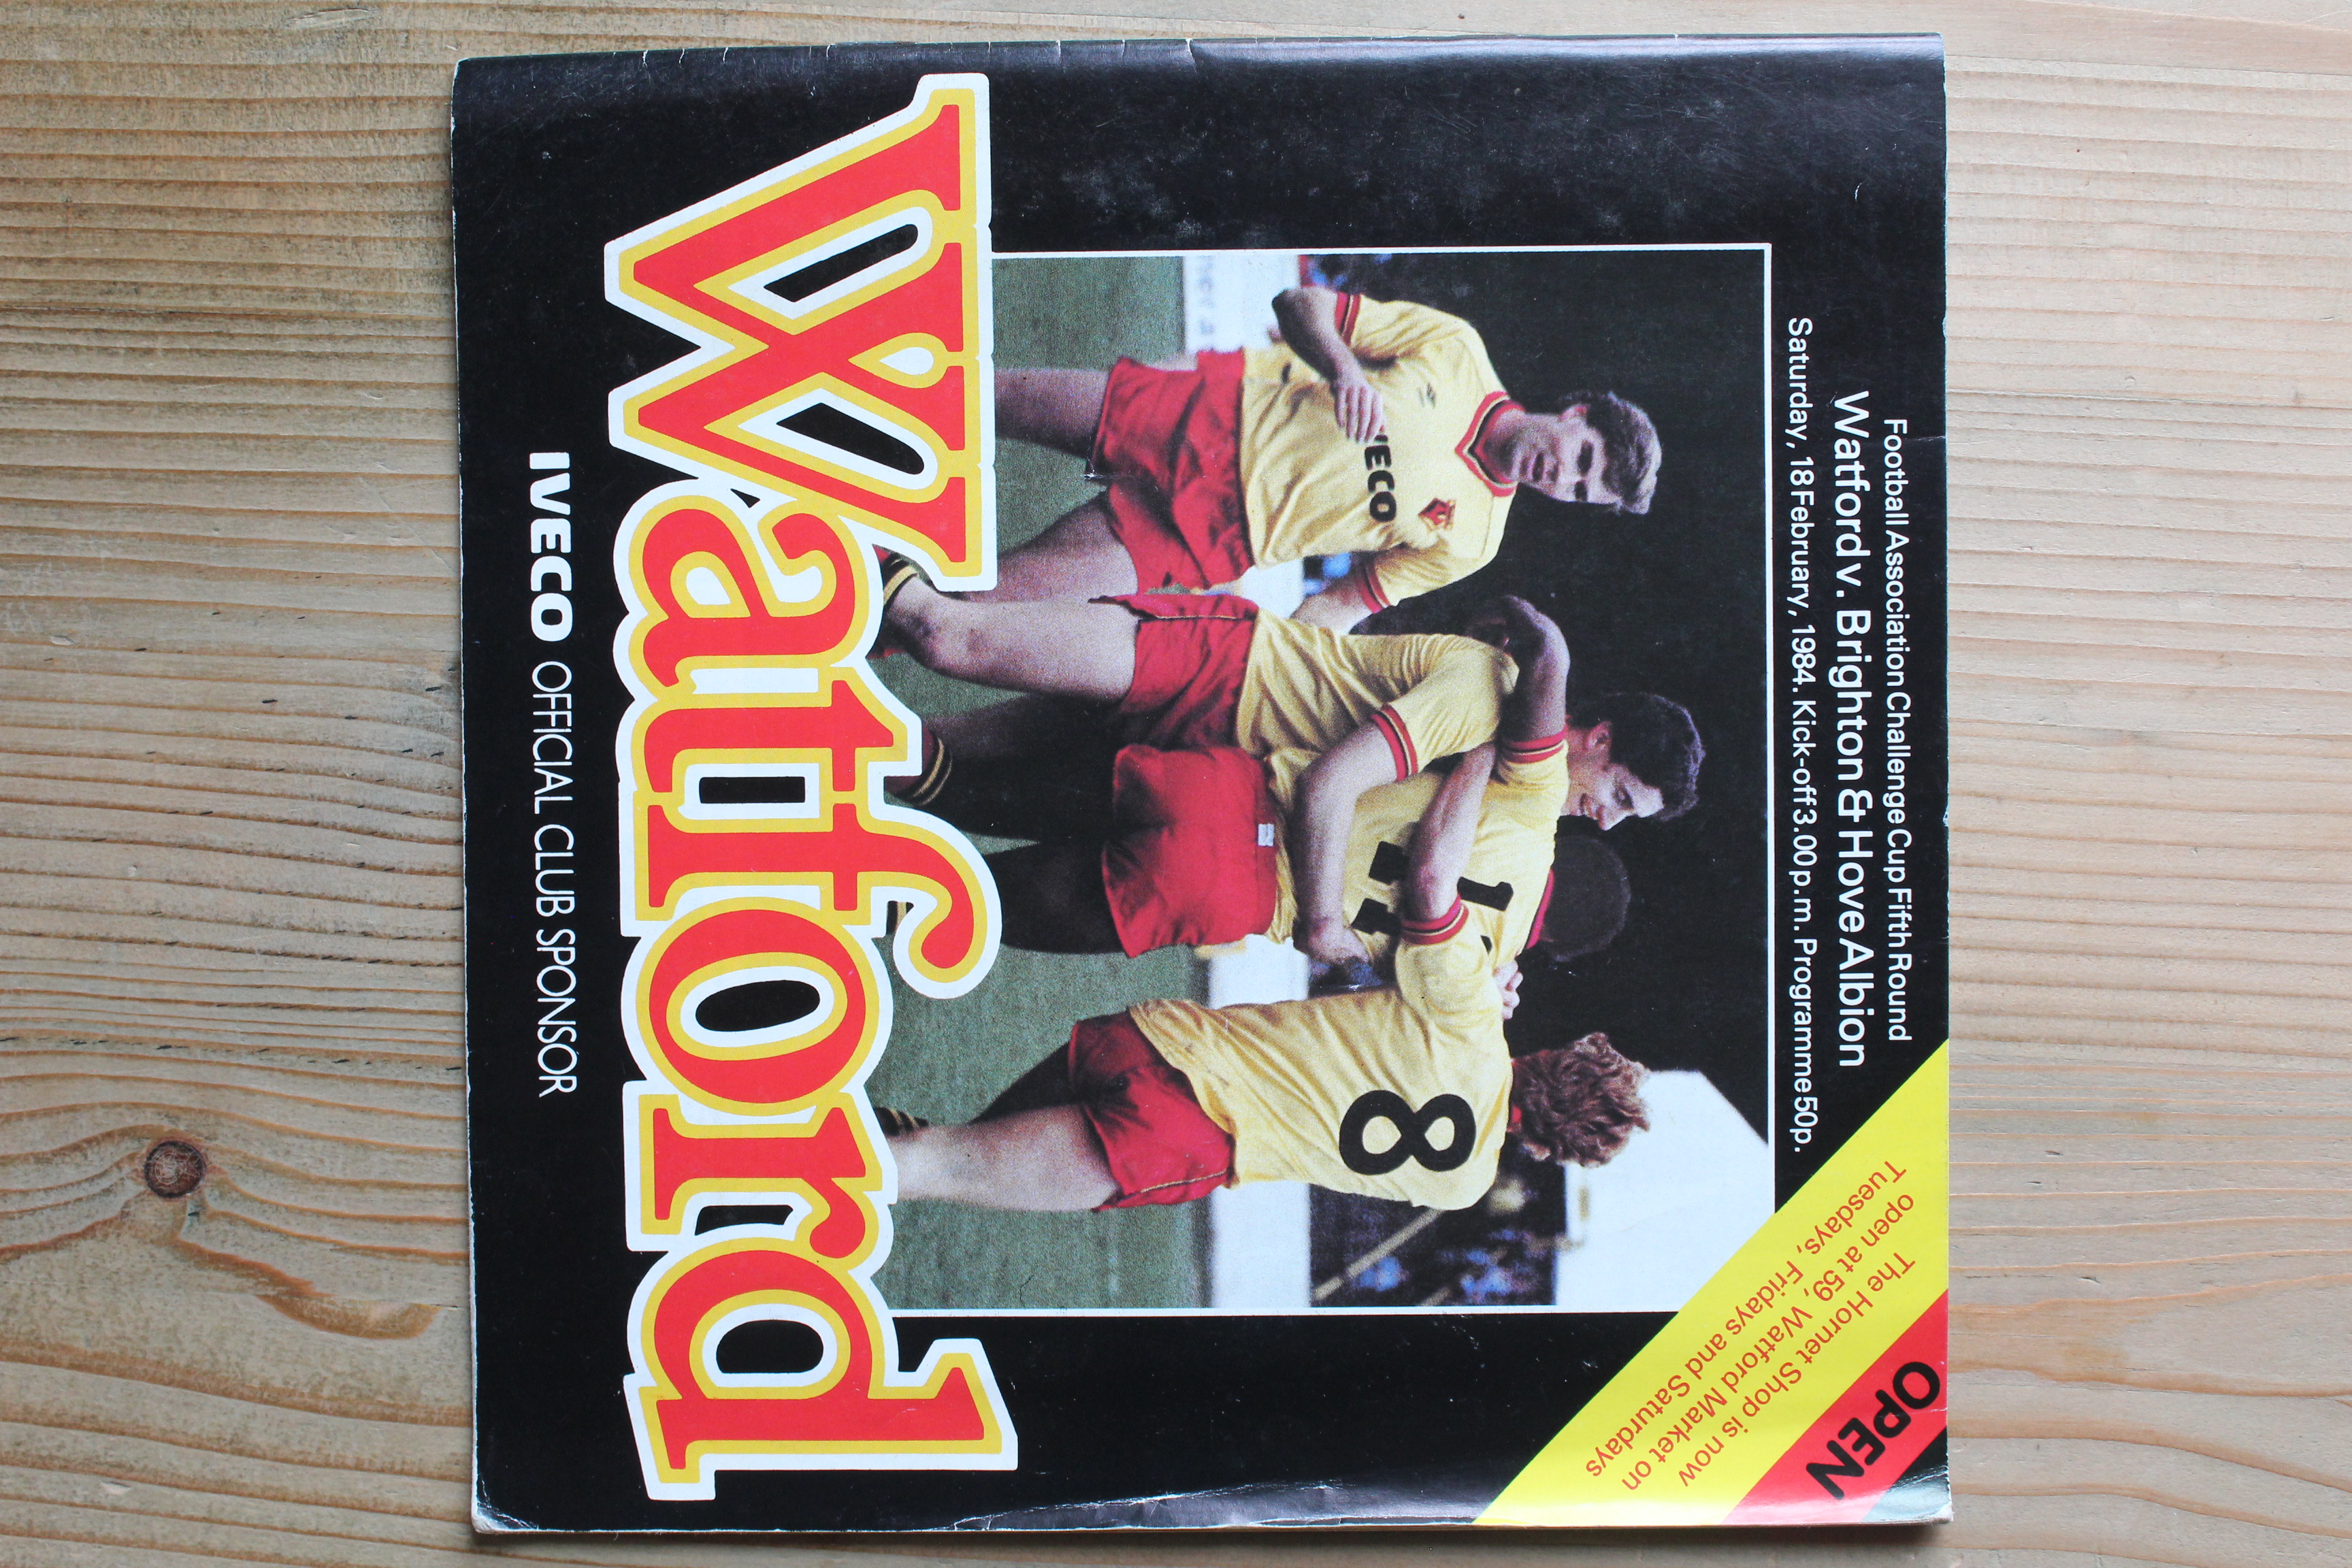 Football Association Challenge Cup Fifth Round
Watford v. Brighton & Hove Albion
Saturday, 18 February, 1984. Kick-off 3.00 p.m. Programme 50p.
OPEN
The Hornet Shop is now
open at 59, Watford Market on
Tuesdays, Fridays and Saturdays
IVECO
11
8
Watford
IVECO OFFICIAL CLUB SPONSOR